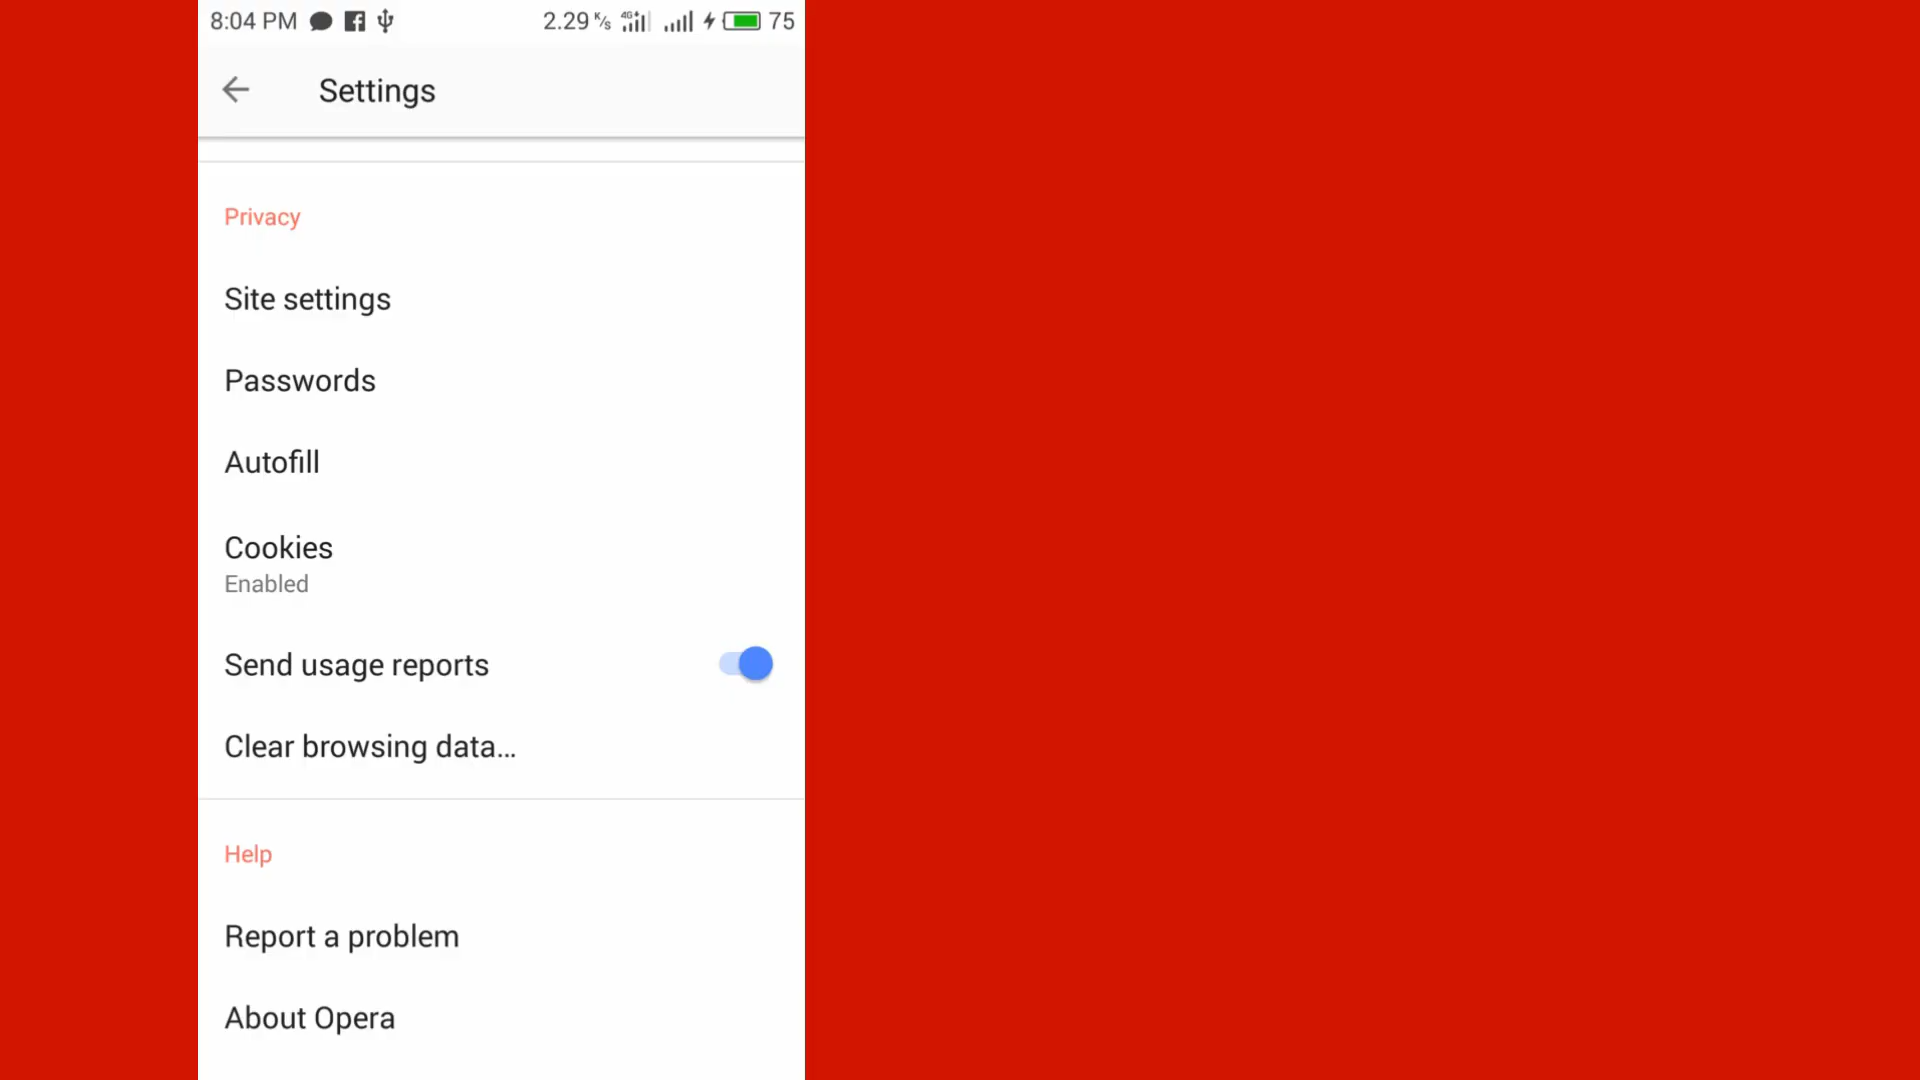 8:04 PM 2.29 K/s 4G+ 75
Settings
Privacy
Site settings
Passwords
Autofill
Cookies
Enabled
Send usage reports
Clear browsing data...
Help
Report a problem
About Opera